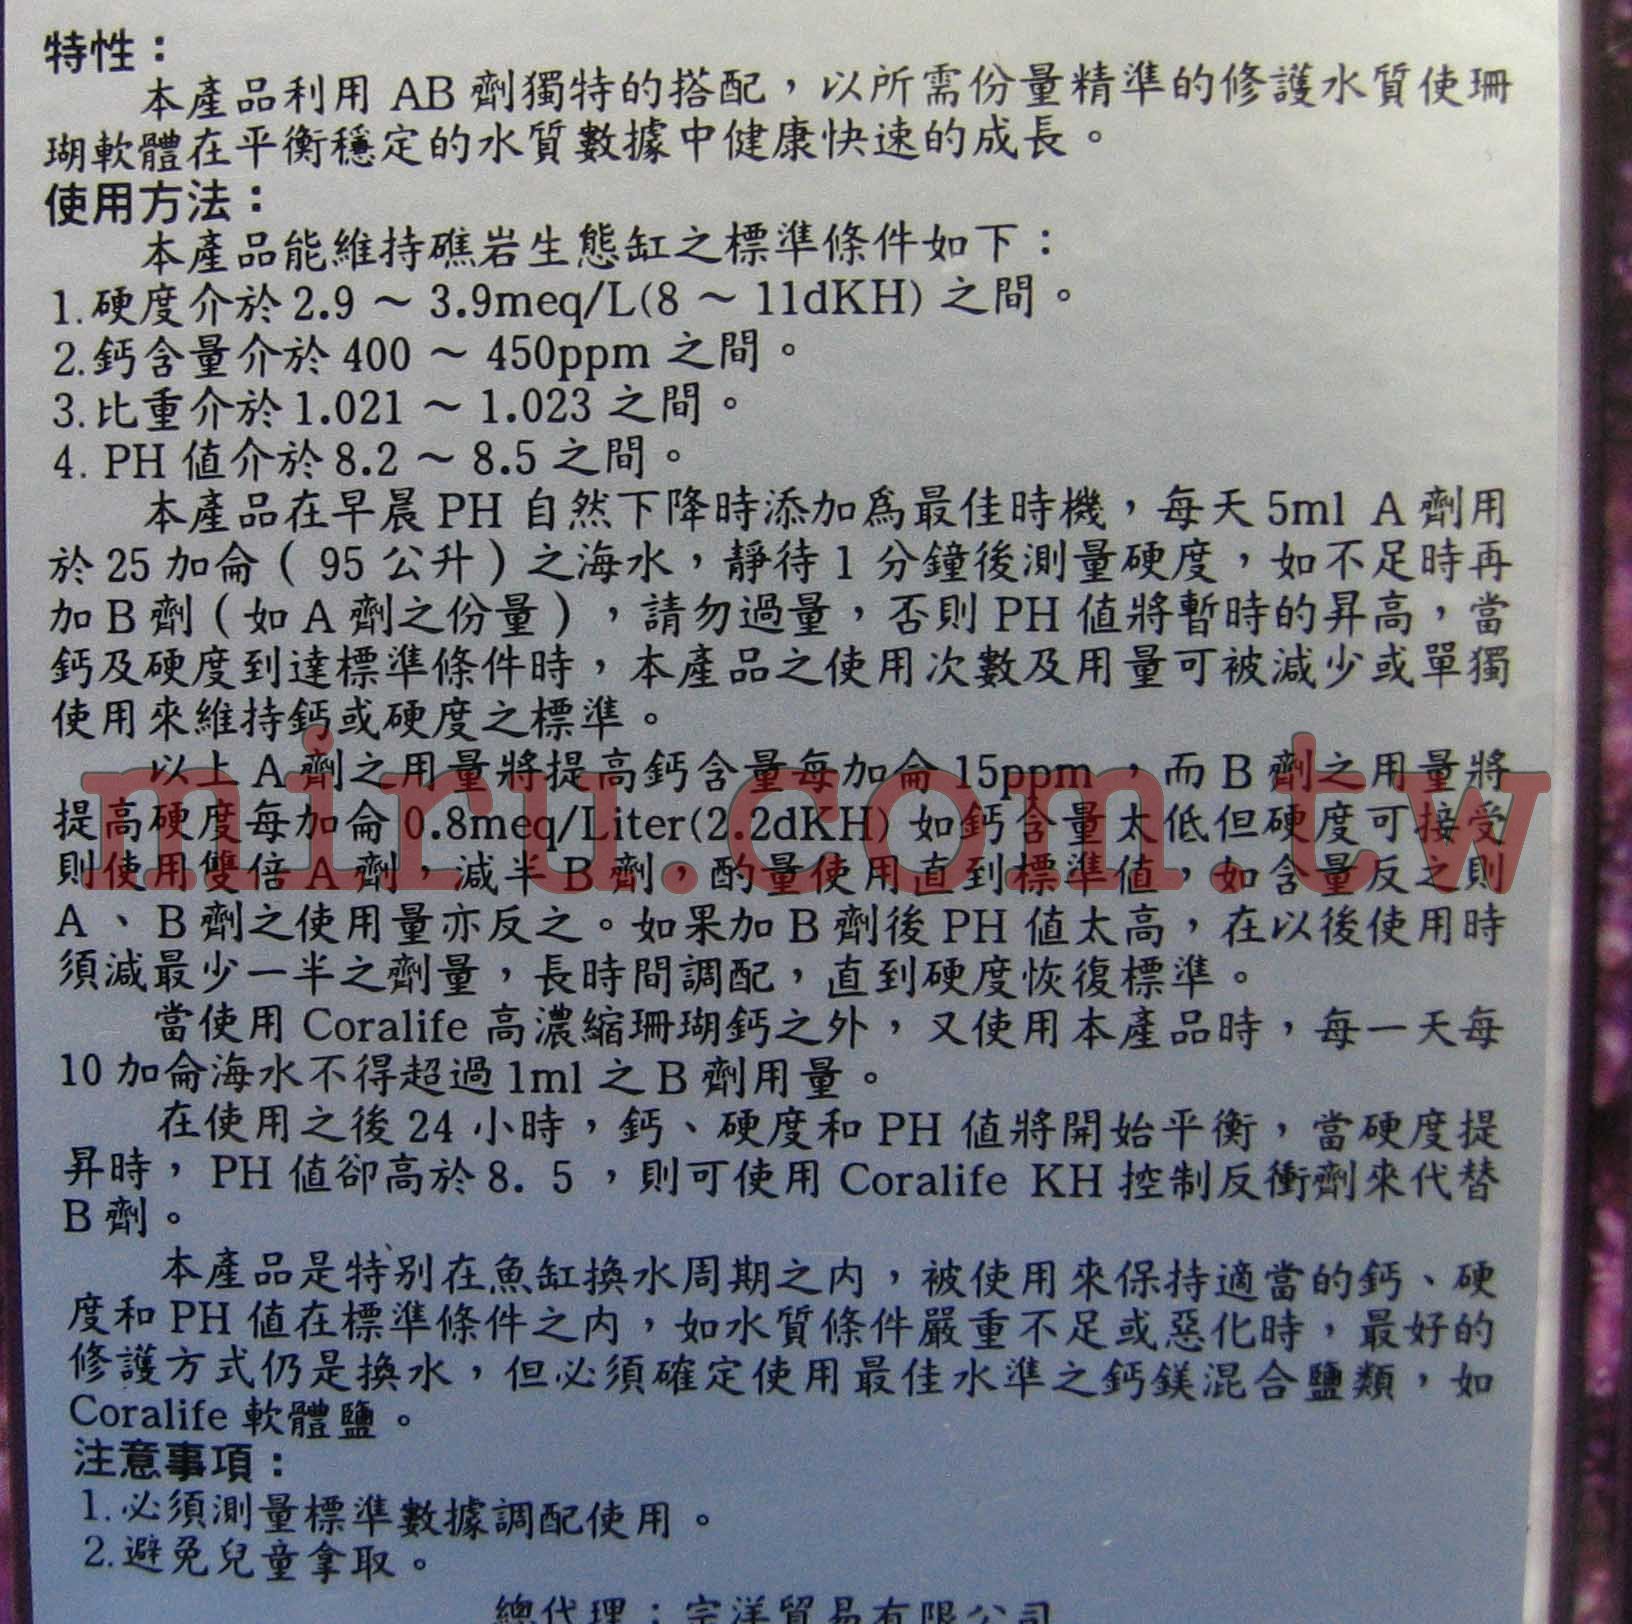 特性：
本產品利用 AB 劑獨特的搭配，以所需份量精準的修護水質使珊
瑚軟體在平衡穩定的水質數據中健康快速的成長。
使用方法：
本產品能維持礁岩生態缸之標準條件如下：
1.硬度介於 2.9 ～ 3.9meq/L(8 ～ 11dKH) 之間。
2.鈣含量介於 400 ～ 450ppm 之間。
3.比重介於 1.021 ～ 1.023 之間。
4. PH 值介於 8.2 ～ 8.5 之間。
本產品在早晨 PH 自然下降時添加為最佳時機，每天 5ml A 劑用
於 25 加侖（ 95 公升）之海水，靜待 1 分鐘後測量硬度，如不足時再
加 B 劑（如 A 劑之份量），請勿過量，否則 PH 值將暫時的昇高，當
鈣及硬度到達標準條件時，本產品之使用次數及用量可被減少或單獨
使用來維持鈣或硬度之標準。
以上 A 劑之用量將提高鈣含量每加侖 15ppm ，而 B 劑之用量將
提高硬度每加侖 0.8meq/Liter(2.2dKH) 如鈣含量太低但硬度可接受
則使用雙倍 A 劑，減半 B 劑，酌量使用直到標準值，如含量反之則
A 、 B 劑之使用量亦反之。如果加 B 劑後 PH 值太高，在以後使用時
須減最少一半之劑量，長時間調配，直到硬度恢復標準。
當使用 Coralife 高濃縮珊瑚鈣之外，又使用本產品時，每一天每
10 加侖海水不得超過 1ml 之 B 劑用量。
在使用之後 24 小時，鈣、硬度和 PH 值將開始平衡，當硬度提
昇時， PH 值卻高於 8. 5 ，則可使用 Coralife KH 控制反衝劑來代替
B 劑。
本產品是特別在魚缸換水周期之內，被使用來保持適當的鈣、硬
度和 PH 值在標準條件之內，如水質條件嚴重不足或惡化時，最好的
修護方式仍是換水，但必須確定使用最佳水準之鈣鎂混合鹽類，如
Coralife 軟體鹽。
注意事項：
1.必須測量標準數據調配使用。
2.避免兒童拿取。
總代理：宗洋貿易有限公司
miru.com.tw